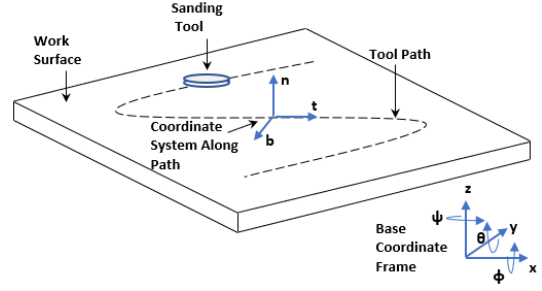 Sanding
Tool
Work
Surface
Tool Path
n
t
Coordinate
System Along
Path
b
z
ψ
y
Base
Coordinate
Frame
θ
x
ϕ